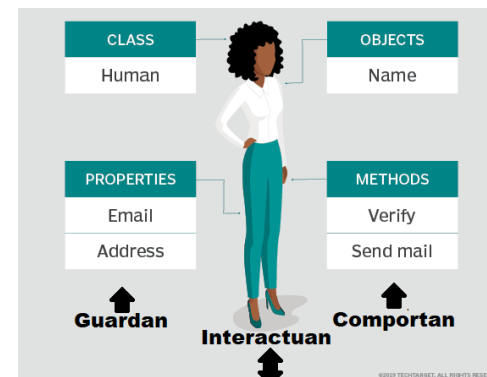 CLASS
Human
OBJECTS
Name
PROPERTIES
Email
Address
METHODS
Verify
Send mail
Guardan
Interactuan
Comportan
©2019 TECHTARGET. ALL RIGHTS RESE